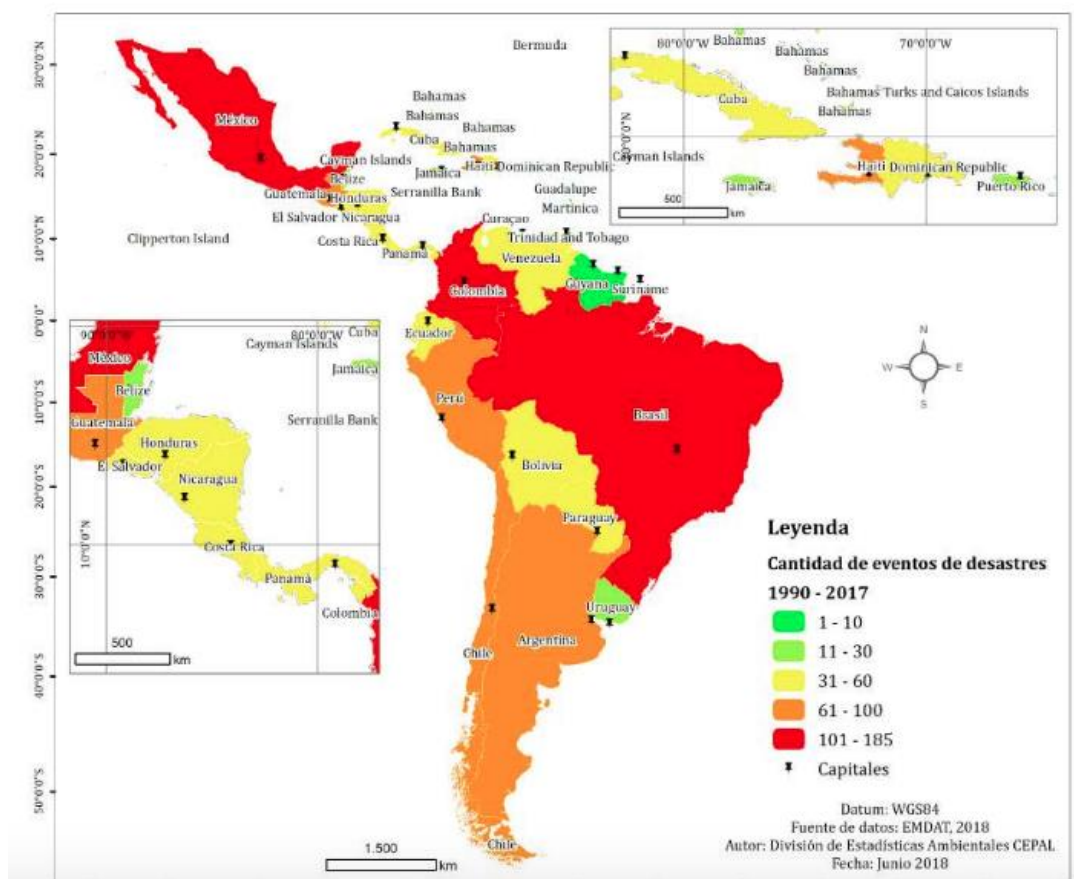 Bermuda
Bahamas
Bahamas
Cuba
Bahamas
Bahamas
México
Cayman Islands
Jamaica
Haiti
Dominican Republic
Belize
Guatemala
Honduras
Serranilla Bank
Guadalupe
Martinica
El Salvador
Nicaragua
Curaçao
Clipperton Island
Costa Rica
Panamá
Trinidad and Tobago
Venezuela
Guyana
Suriname
Colombia
Ecuador
Perú
Brasil
Bolivia
Paraguay
Uruguay
Argentina
Chile
Chile
30°0'0"N
20°0'0"N
10°0'0"N
0°0'0"
10°0'0"S
20°0'0"S
30°0'0"S
40°0'0"S
50°0'0"S
80°0'0"W
70°0'0"W
Bahamas
Bahamas
Bahamas
Cuba
Bahamas
Turks and Caicos Islands
Bahamas
Cayman Islands
Haiti
Dominican Republic
Jamaica
Puerto Rico
500
km
90°0'0"W
80°0'0"W
Cuba
Cayman Islands
México
Jamaica
Belize
Serranilla Bank
Guatemala
Honduras
El Salvador
Nicaragua
10°0'0"N
Costa Rica
Panamá
Colombia
500
km
N
W
E
S
Leyenda
Cantidad de eventos de desastres
1990 - 2017
1 - 10
11 - 30
31 - 60
61 - 100
101 - 185
Capitales
1.500
km
Datum: WGS84
Fuente de datos: EMDAT, 2018
Autor: División de Estadísticas Ambientales CEPAL
Fecha: Junio 2018